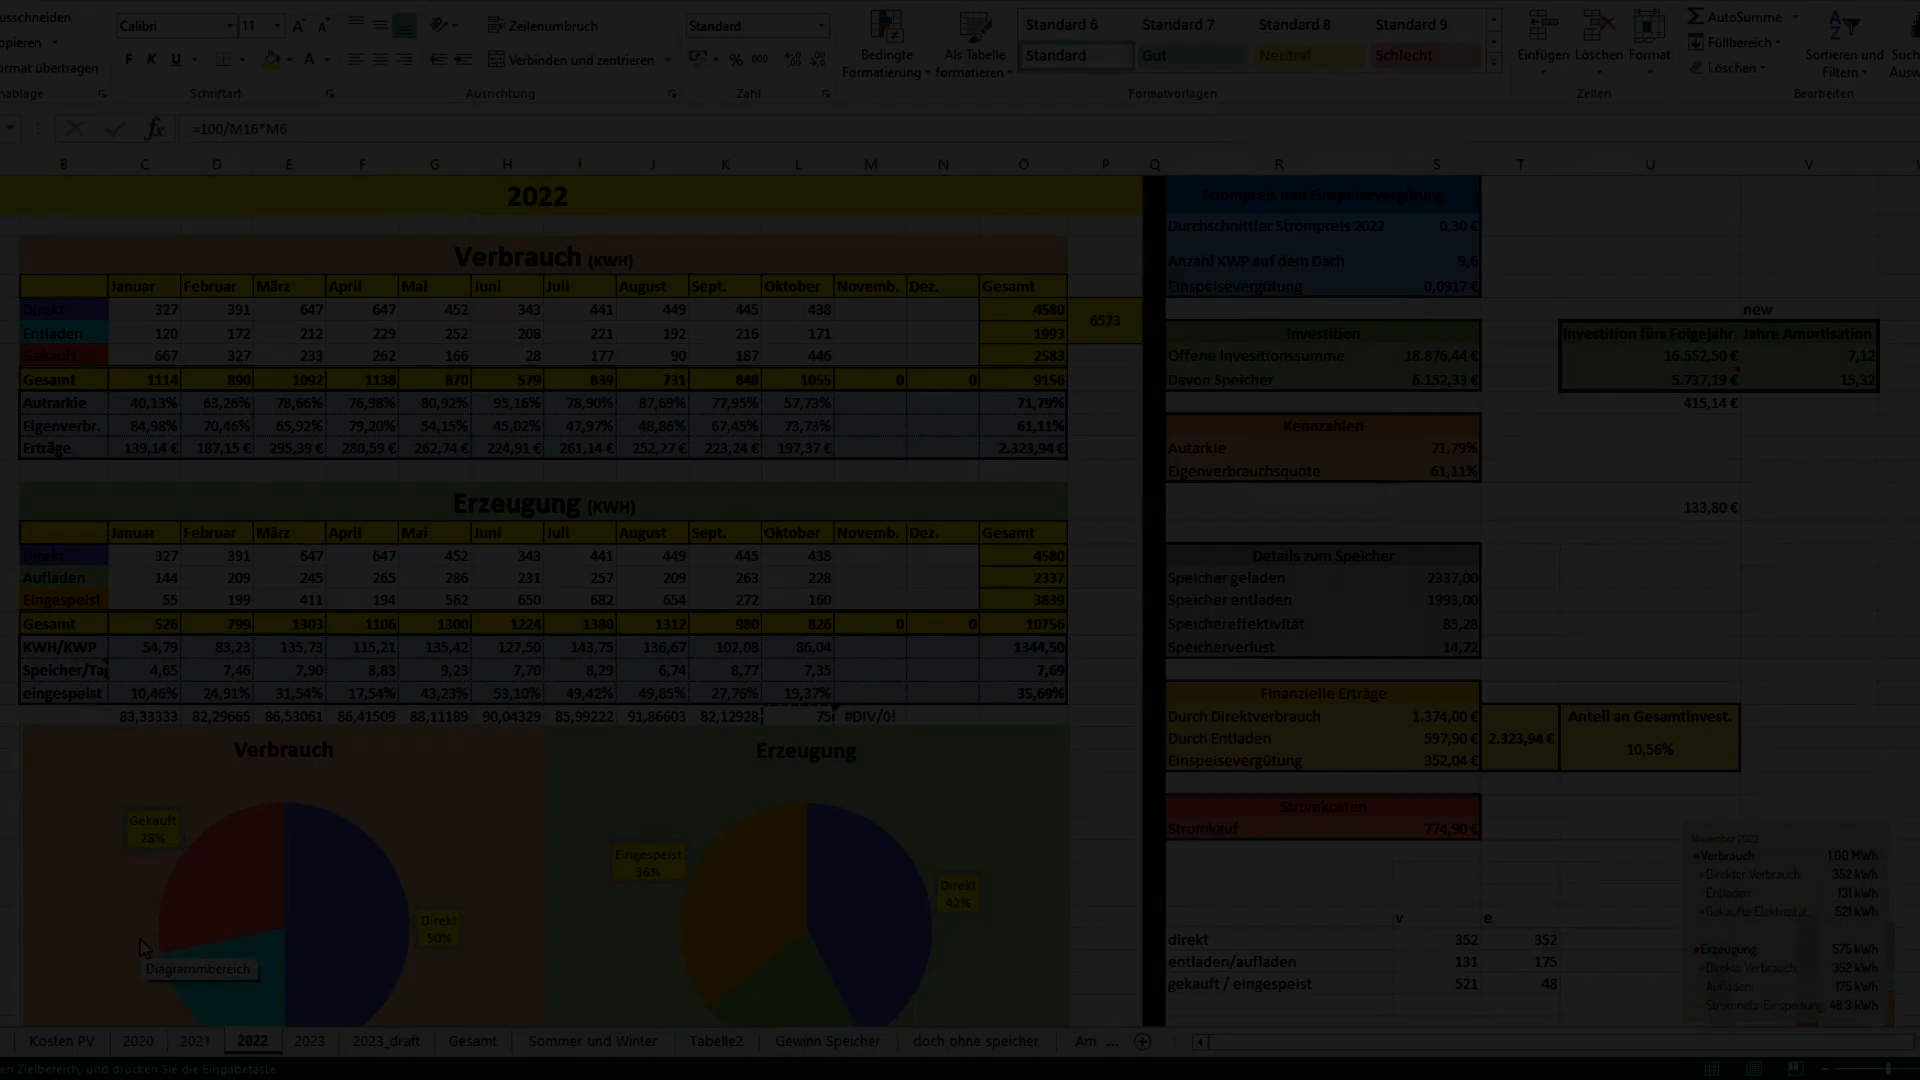 usschneiden
opieren
ormat übertragen
nablage
Calibri 11
F K U
Schriftart
Zeilenumbruch
Verbinden und zentrieren
Ausrichtung
Standard
% 000
Zahl
Bedingte
Formatierung
Als Tabelle
formatieren
Standard 6 Standard 7 Standard 8 Standard 9
Standard Gut Neutral Schlecht
Formatvorlagen
Einfügen Löschen Format
Zellen
AutoSumme
Füllbereich
Löschen
Sortieren und
Filtern
Such
Ausw
Bearbeiten
fx =100/M16*M6
B C D E F G H I J K L M N O P Q R S T U V
2022
Verbrauch (KWH)
Januar Februar März April Mai Juni Juli August Sept. Oktober Novemb. Dez. Gesamt
Direkt 327 391 647 647 452 343 441 449 445 438 4580
Entladen 120 172 212 229 252 208 221 192 216 171 1993
6573
Gekauft 667 327 233 262 166 28 177 90 187 446 2583
Gesamt 1114 890 1092 1138 870 579 839 731 848 1055 0 0 9156
Autrarkie 40,13% 63,26% 78,66% 76,98% 80,92% 95,16% 78,90% 87,69% 77,95% 57,73% 71,79%
Eigenverbr. 84,98% 70,46% 65,92% 79,20% 54,15% 45,02% 47,97% 48,86% 67,45% 73,73% 61,11%
Erträge 139,14 € 187,15 € 295,39 € 280,59 € 262,74 € 224,91 € 261,14 € 252,27 € 223,24 € 197,37 € 2.323,94 €
Erzeugung (KWH)
Januar Februar März April Mai Juni Juli August Sept. Oktober Novemb. Dez. Gesamt
Direkt 327 391 647 647 452 343 441 449 445 438 4580
Aufladen 144 209 245 265 286 231 257 209 263 228 2337
Eingespeist 55 199 411 194 562 650 682 654 272 160 3839
Gesamt 526 799 1303 1106 1300 1224 1380 1312 980 826 0 0 10756
KWH/KWP 54,79 83,23 135,73 115,21 135,42 127,50 143,75 136,67 102,08 86,04 1344,50
Speicher/Tag 4,65 7,46 7,90 8,83 9,23 7,70 8,29 6,74 8,77 7,35 7,69
eingespeist 10,46% 24,91% 31,54% 17,54% 43,23% 53,10% 49,42% 49,85% 27,76% 19,37% 35,69%
83,33333 82,29665 86,53061 86,41509 88,11189 90,04329 85,99222 91,86603 82,12928 75 #DIV/0!
Verbrauch
Gekauft
28%
Direkt
50%
Diagrammbereich
Erzeugung
Eingespeist
36%
Direkt
42%
Strompreis und Einspeisevergütung
Durchschnittler Strompreis 2022 0,30 €
Anzahl KWP auf dem Dach 9,6
Einspeisevergütung 0,0917 €
Investition
Offene Invesitionssumme 18.876,44 €
Davon Speicher 6.152,33 €
new
Investition fürs Folgejahr Jahre Amortisation
16.552,50 € 7,12
5.737,19 € 15,32
415,14 €
Kennzahlen
Autarkie 71,79%
Eigenverbrauchsquote 61,11%
133,80 €
Details zum Speicher
Speicher geladen 2337,00
Speicher entladen 1993,00
Speichereffektivität 85,28
Speicherverlust 14,72
Finanzielle Erträge
Durch Direktverbrauch 1.374,00 €
Durch Entladen 597,90 €
Einspeisevergütung 352,04 €
2.323,94 €
Anteil an Gesamtinvest.
10,56%
Stromkosten
Stromkauf 774,90 €
v e
direkt 352 352
entladen/aufladen 131 175
gekauft / eingespeist 521 48
November 2022
Verbrauch 1.00 MWh
Direkter Verbrauch: 352 kWh
Entladen: 131 kWh
Gekaufte Elektrizität... 521 kWh
Erzeugung: 575 kWh
Direkte Verbrauch: 352 kWh
Aufladen: 175 kWh
Stromnetz-Einspeisung: 48.3 kWh
Kosten PV 2020 2021 2022 2023 2023_draft Gesamt Sommer und Winter Tabelle2 Gewinn Speicher doch ohne speicher Am ...
en Zielbereich, und drücken Sie die Eingabetaste